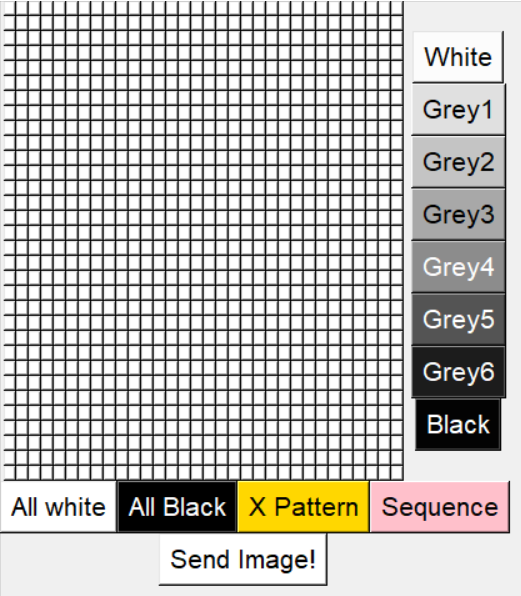 White
Grey1
Grey2
Grey3
Grey4
Grey5
Grey6
Black
All white All Black X Pattern Sequence
Send Image!